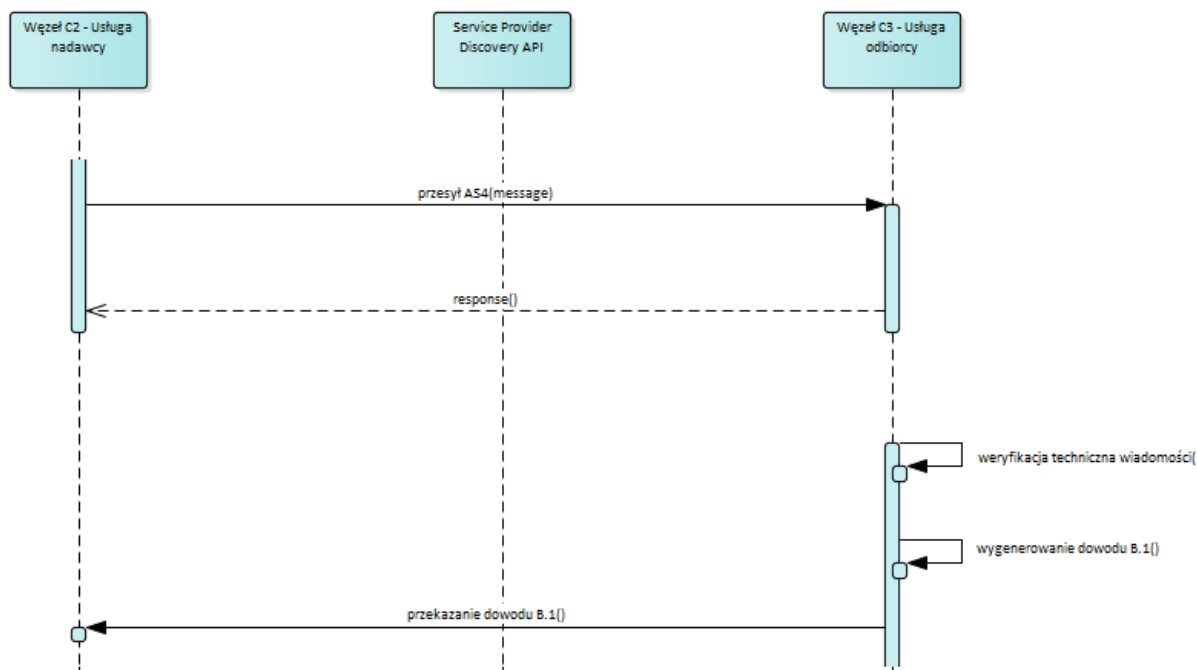 Węzeł C2 - Usługa
nadawcy
Service Provider
Discovery API
Węzeł C3 - Usługa
odbiorcy
przesył AS4(message)
response()
weryfikacja techniczna wiadomości(
wygenerowanie dowodu B.1()
przekazanie dowodu B.1()